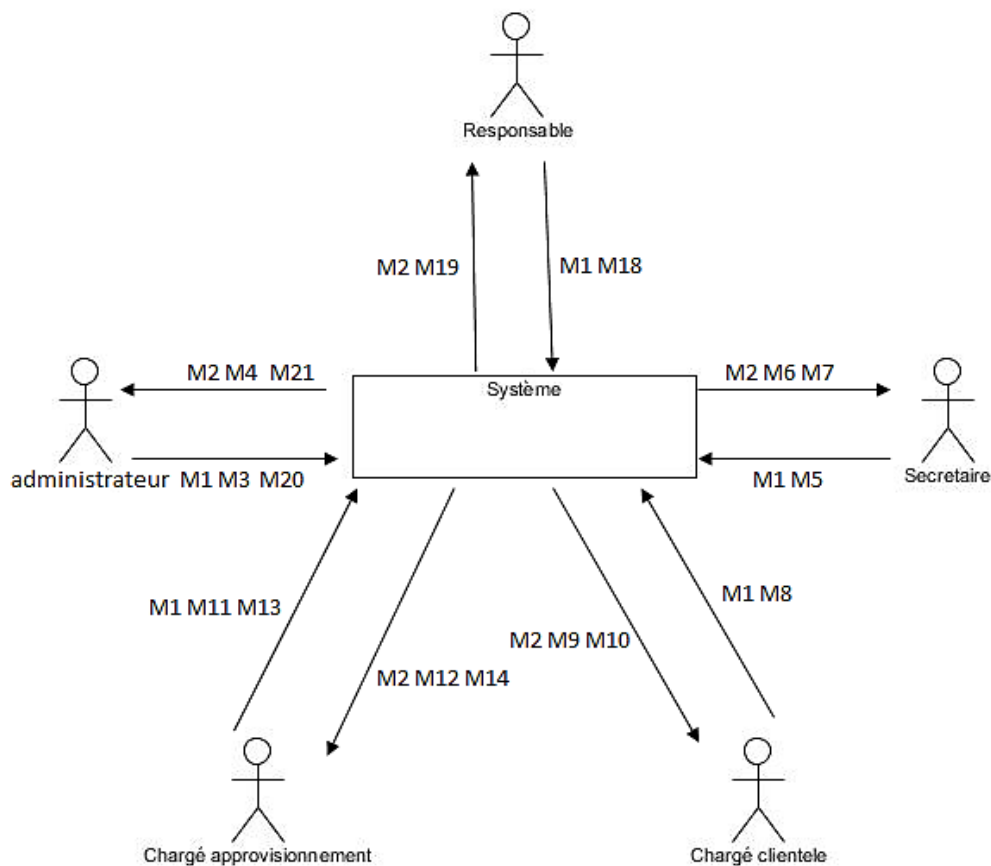 Responsable
M2 M19
M1 M18
M2 M4 M21
Système
M2 M6 M7
administrateur M1 M3 M20
M1 M5
Secretaire
M1 M11 M13
M1 M8
M2 M9 M10
M2 M12 M14
Chargé approvisionnement
Chargé clientele